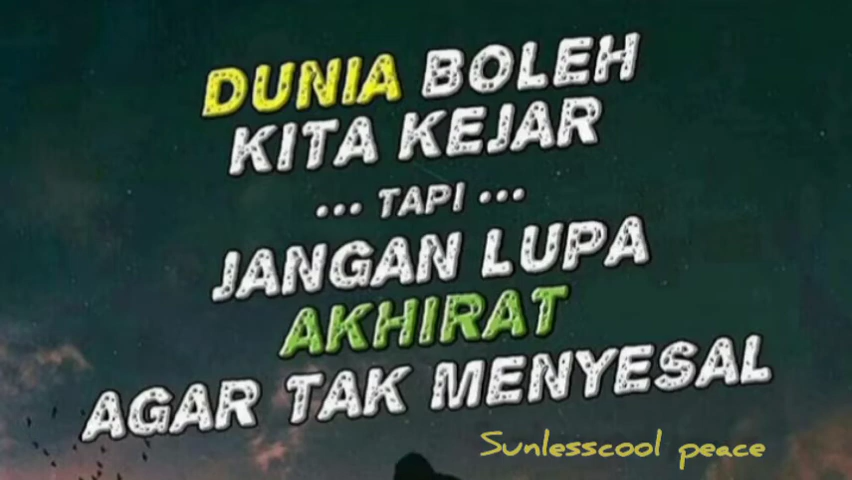 DUNIA BOLEH
KITA KEJAR
... TAPI ...
JANGAN LUPA
AKHIRAT
AGAR TAK MENYESAL
Sunlesscool peace